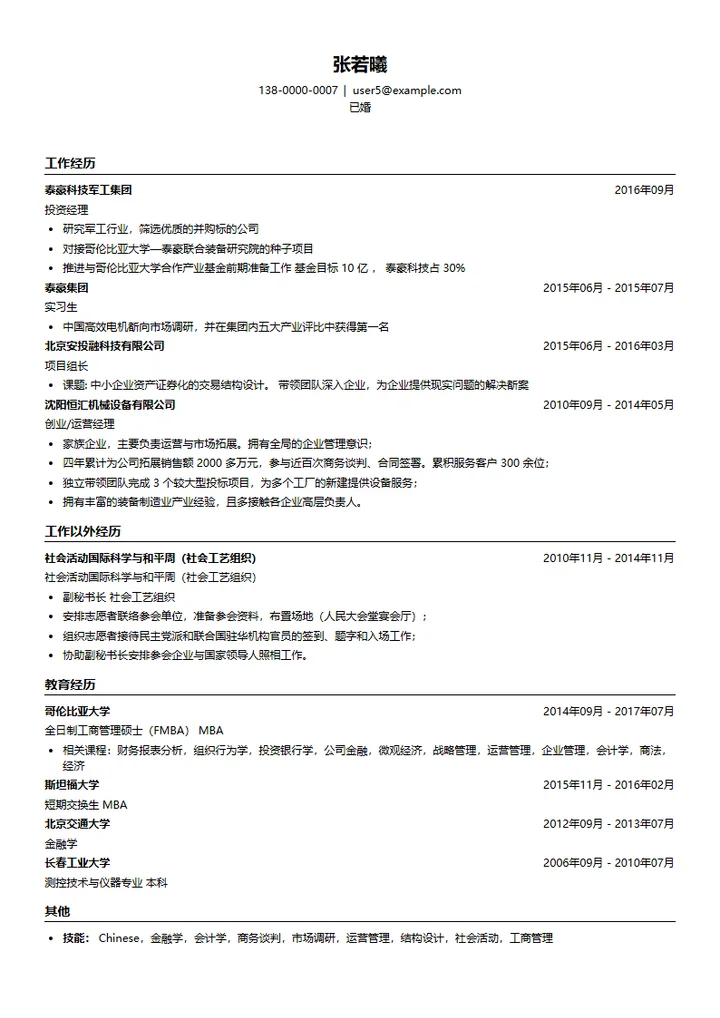 张若曦
138-0000-0007 | user5@example.com
已婚
工作经历
泰豪科技军工集团 2016年09月
投资经理
• 研究军工行业，筛选优质的并购标的公司
• 对接哥伦比亚大学—泰豪联合装备研究院的种子项目
• 推进与哥伦比亚大学合作产业基金前期准备工作 基金目标 10 亿 ， 泰豪科技占 30%
泰豪集团 2015年06月 - 2015年07月
实习生
• 中国高效电机斱向市场调研，并在集团内五大产业评比中获得第一名
北京安投融科技有限公司 2015年06月 - 2016年03月
项目组长
• 课题: 中小企业资产证券化的交易结构设计。 带领团队深入企业，为企业提供现实问题的解决斱案
沈阳恒汇机械设备有限公司 2010年09月 - 2014年05月
创业/运营经理
• 家族企业，主要负责运营与市场拓展。拥有全局的企业管理意识；
• 四年累计为公司拓展销售额 2000 多万元，参与近百次商务谈判、合同签署。累积服务客户 300 余位；
• 独立带领团队完成 3 个较大型投标项目，为多个工厂的新建提供设备服务；
• 拥有丰富的装备制造业产业经验，且多接触各企业高层负责人。
工作以外经历
社会活动国际科学与和平周（社会工艺组织） 2010年11月 - 2014年11月
社会活动国际科学与和平周（社会工艺组织）
• 副秘书长 社会工艺组织
• 安排志愿者联络参会单位，准备参会资料，布置场地（人民大会堂宴会厅）；
• 组织志愿者接待民主党派和联合国驻华机构官员的签到、题字和入场工作；
• 协助副秘书长安排参会企业与国家领导人照相工作。
教育经历
哥伦比亚大学 2014年09月 - 2017年07月
全日制工商管理硕士（FMBA） MBA
• 相关课程：财务报表分析，组织行为学，投资银行学，公司金融，微观经济，战略管理，运营管理，企业管理，会计学，商法，
经济
斯坦福大学 2015年11月 - 2016年02月
短期交换生 MBA
北京交通大学 2012年09月 - 2013年07月
金融学
长春工业大学 2006年09月 - 2010年07月
测控技术与仪器专业 本科
其他
• 技能： Chinese，金融学，会计学，商务谈判，市场调研，运营管理，结构设计，社会活动，工商管理